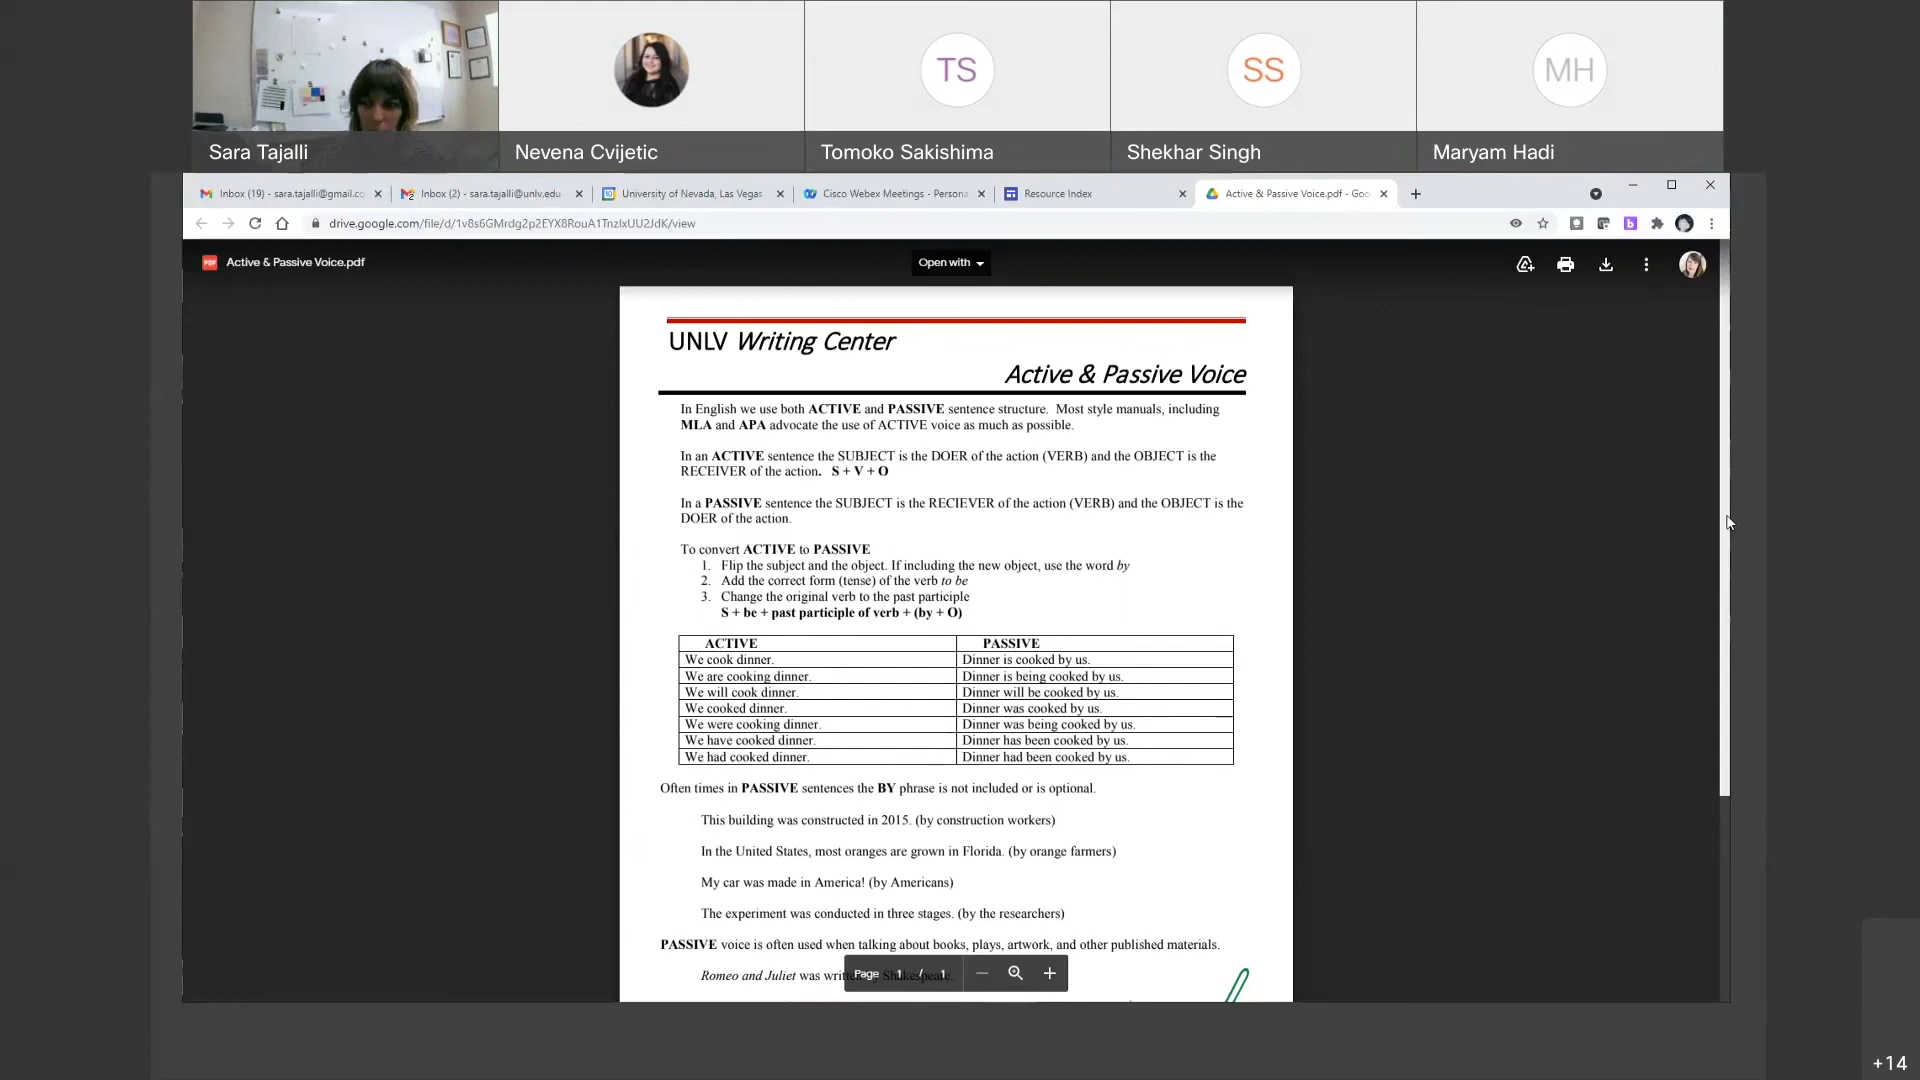 TS
SS
MH
Sara Tajalli
Nevena Cvijetic
Tomoko Sakishima
Shekhar Singh
Maryam Hadi
Inbox (19) - sara.tajalli@gmail.co
Inbox (2) - sara.tajalli@unlv.edu
University of Nevada, Las Vegas
Cisco Webex Meetings - Persona
Resource Index
Active & Passive Voice.pdf - Goo
drive.google.com/file/d/1v8s6GMrdg2p2EYX8RouA1TnzlxUU2JdK/view
PDF Active & Passive Voice.pdf
Open with
UNLV Writing Center
Active & Passive Voice
In English we use both ACTIVE and PASSIVE sentence structure. Most style manuals, including
MLA and APA advocate the use of ACTIVE voice as much as possible.
In an ACTIVE sentence the SUBJECT is the DOER of the action (VERB) and the OBJECT is the
RECEIVER of the action. S + V + O
In a PASSIVE sentence the SUBJECT is the RECIEVER of the action (VERB) and the OBJECT is the
DOER of the action.
To convert ACTIVE to PASSIVE
1. Flip the subject and the object. If including the new object, use the word by
2. Add the correct form (tense) of the verb to be
3. Change the original verb to the past participle
S + be + past participle of verb + (by + O)
ACTIVE PASSIVE
We cook dinner. Dinner is cooked by us.
We are cooking dinner. Dinner is being cooked by us.
We will cook dinner. Dinner will be cooked by us.
We cooked dinner. Dinner was cooked by us.
We were cooking dinner. Dinner was being cooked by us.
We have cooked dinner. Dinner has been cooked by us.
We had cooked dinner. Dinner had been cooked by us.
Often times in PASSIVE sentences the BY phrase is not included or is optional.
This building was constructed in 2015. (by construction workers)
In the United States, most oranges are grown in Florida. (by orange farmers)
My car was made in America! (by Americans)
The experiment was conducted in three stages. (by the researchers)
PASSIVE voice is often used when talking about books, plays, artwork, and other published materials.
Romeo and Juliet was writ Shakespeare.
Page 1 / 1
+14